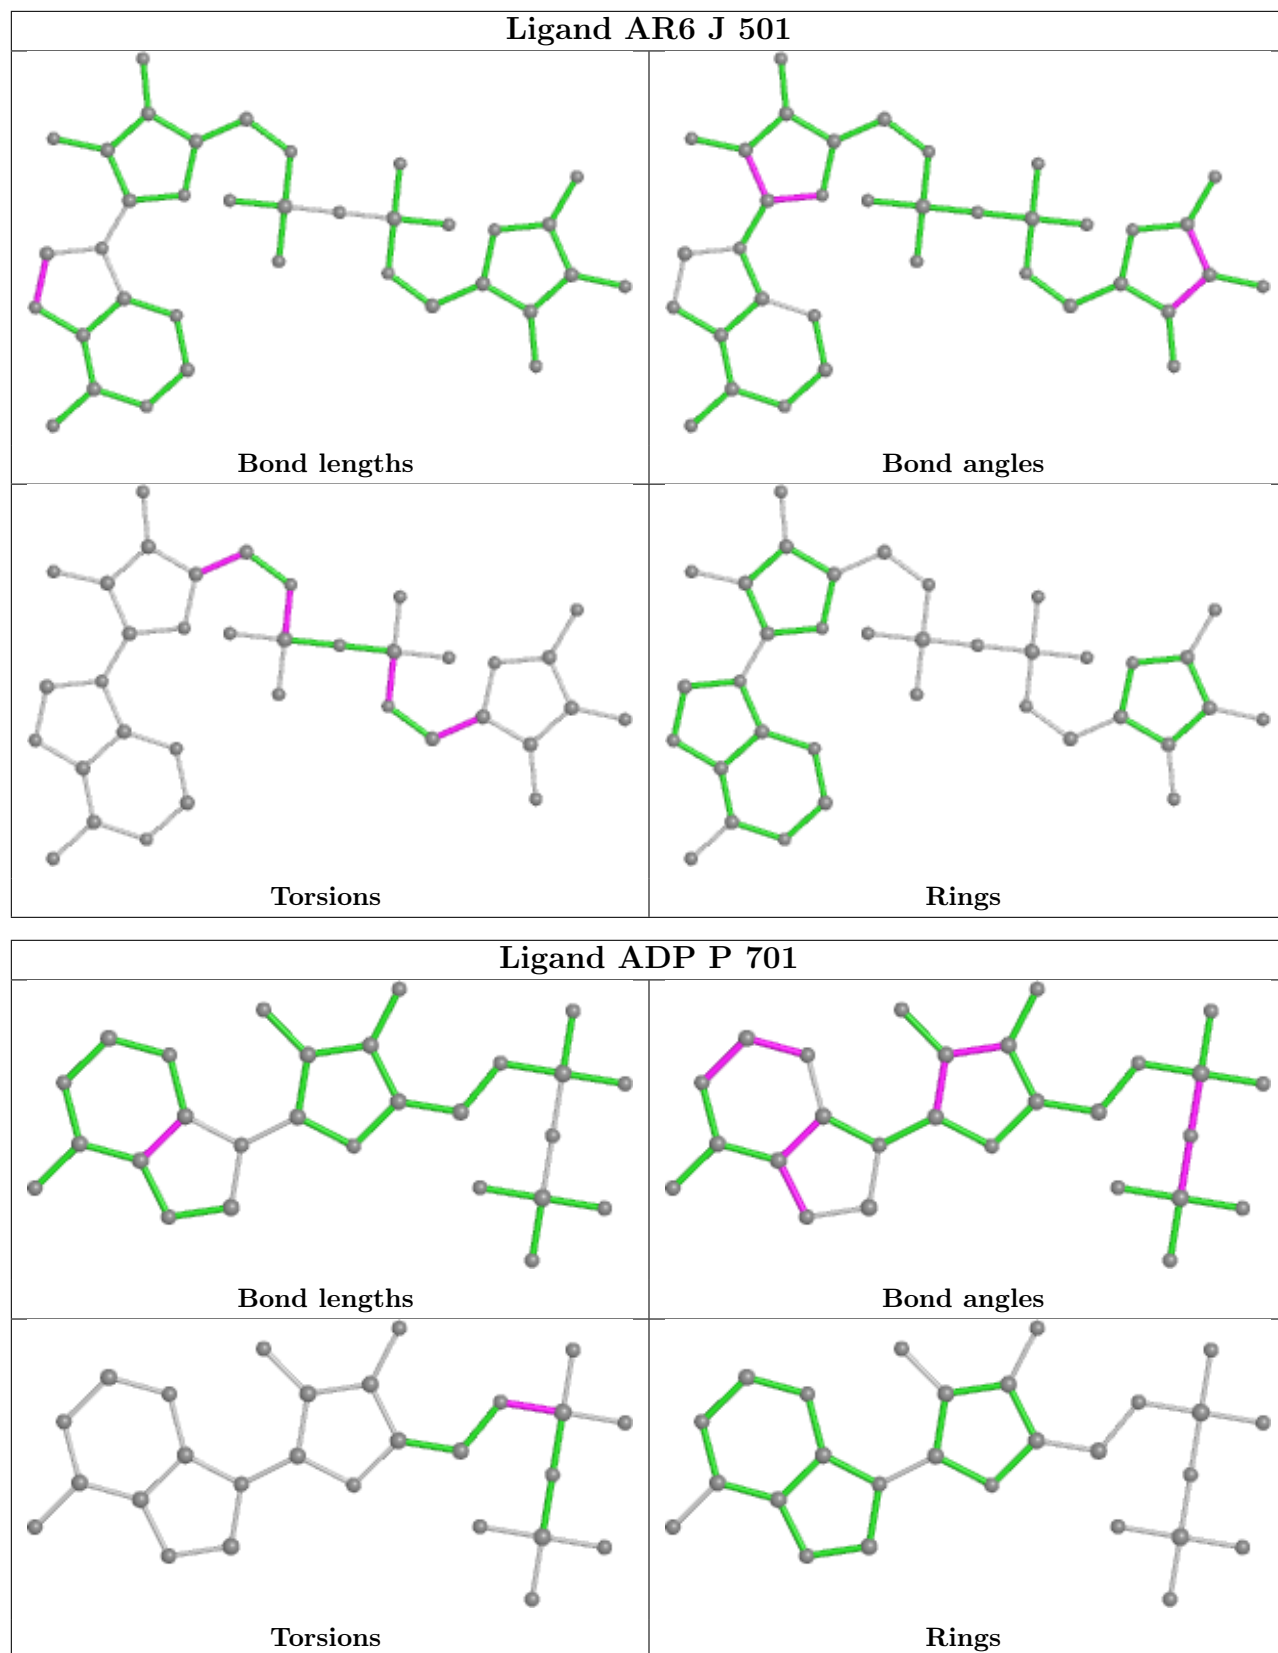 Ligand AR6 J 501
Bond lengths
Bond angles
Torsions
Rings
Ligand ADP P 701
Bond lengths
Bond angles
Torsions
Rings